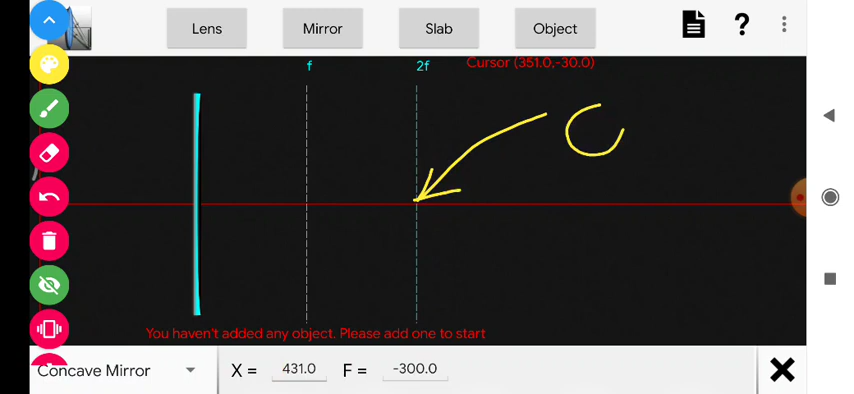 Lens Mirror Slab Object ?
f 2f Cursor (351.0,-30.0)
C
You haven't added any object. Please add one to start
Concave Mirror X = 431.0 F = -300.0